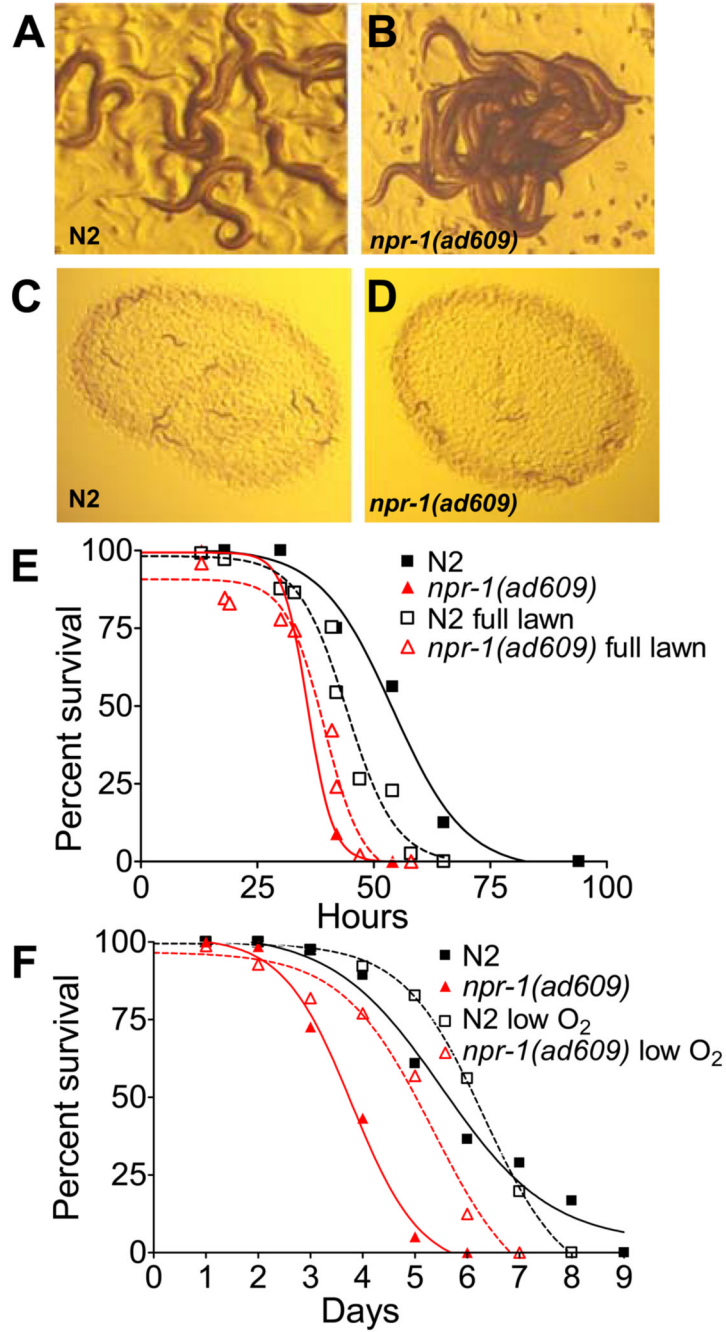 A
B
N2
npr-1(ad609)
C
D
N2
npr-1(ad609)
E
100
75
50
25
0
Percent survival
N2
npr-1(ad609)
N2 full lawn
npr-1(ad609) full lawn
0
25
50
75
100
Hours
F
100
75
50
25
0
Percent survival
N2
npr-1(ad609)
N2 low O₂
npr-1(ad609) low O₂
0
1
2
3
4
5
6
7
8
9
Days